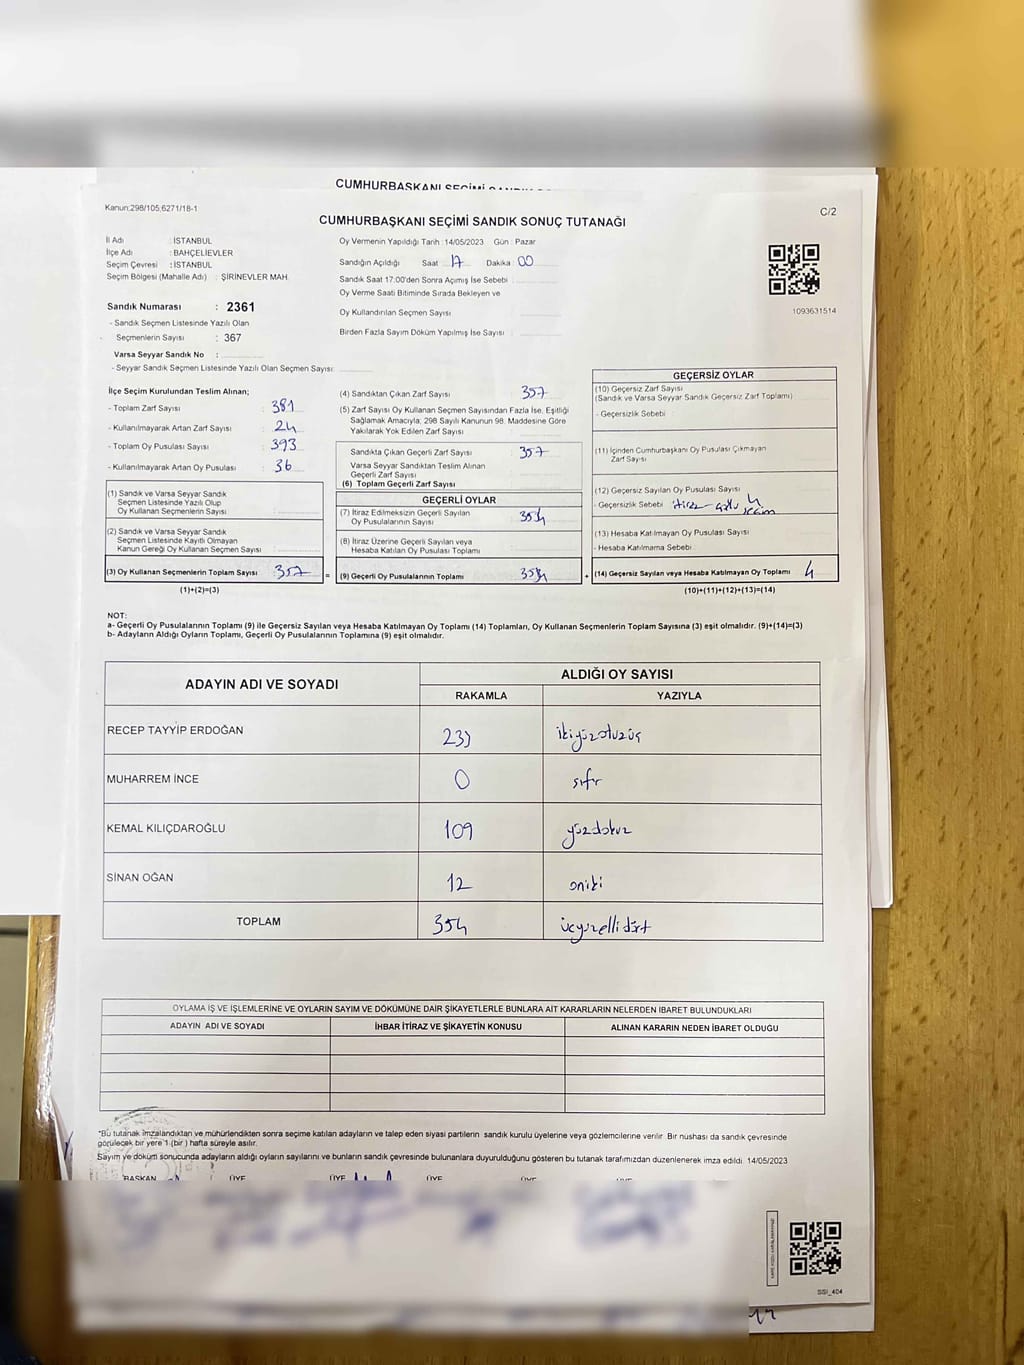 CUMHURBAŞKANI SEÇİMİ
Kanun:298/105,6271/18-1
C/2
CUMHURBAŞKANI SEÇİMİ SANDIK SONUÇ TUTANAĞI
İl Adı : İSTANBUL
İlçe Adı : BAHÇELİEVLER
Seçim Çevresi : İSTANBUL
Seçim Bölgesi (Mahalle Adı) : ŞİRİNEVLER MAH.
Oy Vermenin Yapıldığı Tarih :14/05/2023 Gün : Pazar
Sandığın Açıldığı Saat 17 Dakika : 00
Sandık Saat 17:00'den Sonra Açımış İse Sebebi :
Oy Verme Saati Bitiminde Sırada Bekleyen ve
Oy Kullandırılan Seçmen Sayısı :
Birden Fazla Sayım Döküm Yapılmış İse Sayısı :
1093631514
Sandık Numarası : 2361
- Sandık Seçmen Listesinde Yazılı Olan
Seçmenlerin Sayısı : 367
Varsa Seyyar Sandık No :
- Seyyar Sandık Seçmen Listesinde Yazılı Olan Seçmen Sayısı:
İlçe Seçim Kurulundan Teslim Alınan;
- Toplam Zarf Sayısı : 381
- Kullanılmayarak Artan Zarf Sayısı : 24
- Toplam Oy Pusulası Sayısı : 393
- Kullanılmayarak Artan Oy Pusulası : 36
(1) Sandık ve Varsa Seyyar Sandık
Seçmen Listesinde Yazılı Olup
Oy Kullanan Seçmenlerin Sayısı :
(2) Sandık ve Varsa Seyyar Sandık
Seçmen Listesinde Kayıtlı Olmayan
Kanun Gereği Oy Kullanan Seçmen Sayısı :
(3) Oy Kullanan Seçmenlerin Toplam Sayısı : 357
(1)+(2)=(3)
(4) Sandıktan Çıkan Zarf Sayısı : 357
(5) Zarf Sayısı Oy Kullanan Seçmen Sayısından Fazla İse, Eşitliği
Sağlamak Amacıyla; 298 Sayılı Kanunun 98. Maddesine Göre
Yakılarak Yok Edilen Zarf Sayısı :
Sandıkta Çıkan Geçerli Zarf Sayısı : 357
Varsa Seyyar Sandıktan Teslim Alınan
Geçerli Zarf Sayısı :
(6) Toplam Geçerli Zarf Sayısı :
GEÇERLİ OYLAR
(7) İtiraz Edilmeksizin Geçerli Sayılan
Oy Pusulalarının Sayısı : 354
(8) İtiraz Üzerine Geçerli Sayılan veya
Hesaba Katılan Oy Pusulası Toplamı :
= (9) Geçerli Oy Pusulalarının Toplamı : 354
GEÇERSİZ OYLAR
(10) Geçersiz Zarf Sayısı
(Sandık ve Varsa Seyyar Sandık Geçersiz Zarf Toplamı)
- Geçersizlik Sebebi :
(11) İçinden Cumhurbaşkanı Oy Pusulası Çıkmayan
Zarf Sayısı :
(12) Geçersiz Sayılan Oy Pusulası Sayısı : 4
- Geçersizlik Sebebi :
(13) Hesaba Katılmayan Oy Pusulası Sayısı :
- Hesaba Katılmama Sebebi :
+ (14) Geçersiz Sayılan veya Hesaba Katılmayan Oy Toplamı : 4
(10)+(11)+(12)+(13)=(14)
NOT:
a- Geçerli Oy Pusulalarının Toplamı (9) ile Geçersiz Sayılan veya Hesaba Katılmayan Oy Toplamı (14) Toplamları, Oy Kullanan Seçmenlerin Toplam Sayısına (3) eşit olmalıdır. (9)+(14)=(3)
b- Adayların Aldığı Oyların Toplamı, Geçerli Oy Pusulalarının Toplamına (9) eşit olmalıdır.
ADAYIN ADI VE SOYADI
ALDIĞI OY SAYISI
RAKAMLA YAZIYLA
RECEP TAYYİP ERDOĞAN 233 ikiyüzotuzüç
MUHARREM İNCE 0 sıfır
KEMAL KILIÇDAROĞLU 109 yüzdokuz
SİNAN OĞAN 12 oniki
TOPLAM 354 üçyüzellidört
OYLAMA İŞ VE İŞLEMLERİNE VE OYLARIN SAYIM VE DÖKÜMÜNE DAİR ŞİKAYETLERLE BUNLARA AİT KARARLARIN NELERDEN İBARET BULUNDUKLARI
ADAYIN ADI VE SOYADI İHBAR İTİRAZ VE ŞİKAYETİN KONUSU ALINAN KARARIN NEDEN İBARET OLDUĞU
*Bu tutanak imzalandıktan ve mühürlendikten sonra seçime katılan adayların ve talep eden siyasi partilerin sandık kurulu üyelerine veya gözlemcilerine verilir. Bir nüshası da sandık çevresinde
görülecek bir yere 1 (bir) hafta süreyle asılır.
Sayım ve döküm sonucunda adayların aldığı oyların sayılarını ve bunların sandık çevresinde bulunanlara duyurulduğunu gösteren bu tutanak tarafımızdan düzenlenerek imza edildi. 14/05/2023
BAŞKAN ÜYE ÜYE ÜYE ÜYE ÜYE
SSİ_404